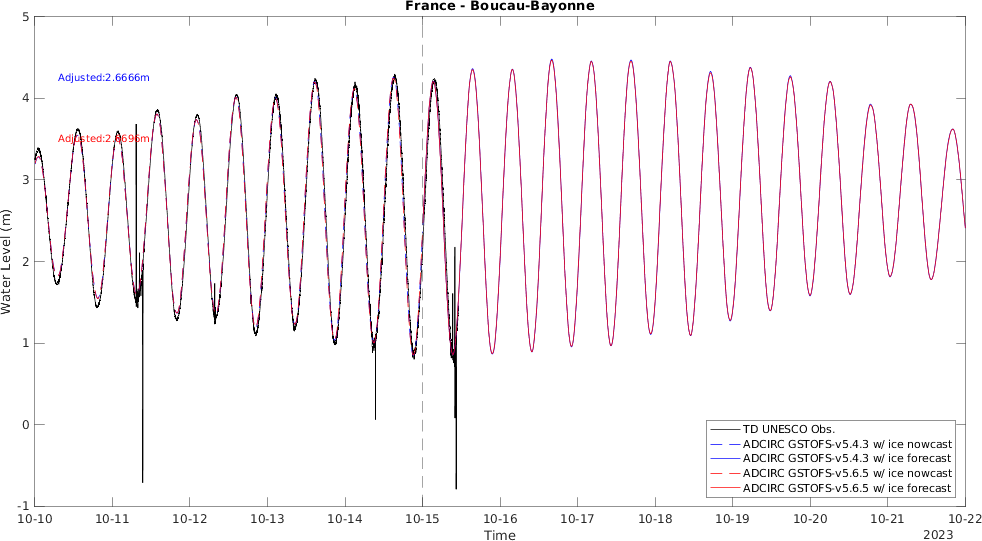 France - Boucau-Bayonne
Water Level (m)
5
4
3
2
1
0
-1
Adjusted:2.6666m
10-10
10-11
10-12
10-13
10-14
10-15
10-16
10-17
10-18
10-19
10-20
10-21
10-22
Time
2023
TD UNESCO Obs.
ADCIRC GSTOFS-v5.4.3 w/ ice nowcast
ADCIRC GSTOFS-v5.4.3 w/ ice forecast
ADCIRC GSTOFS-v5.6.5 w/ ice nowcast
ADCIRC GSTOFS-v5.6.5 w/ ice forecast